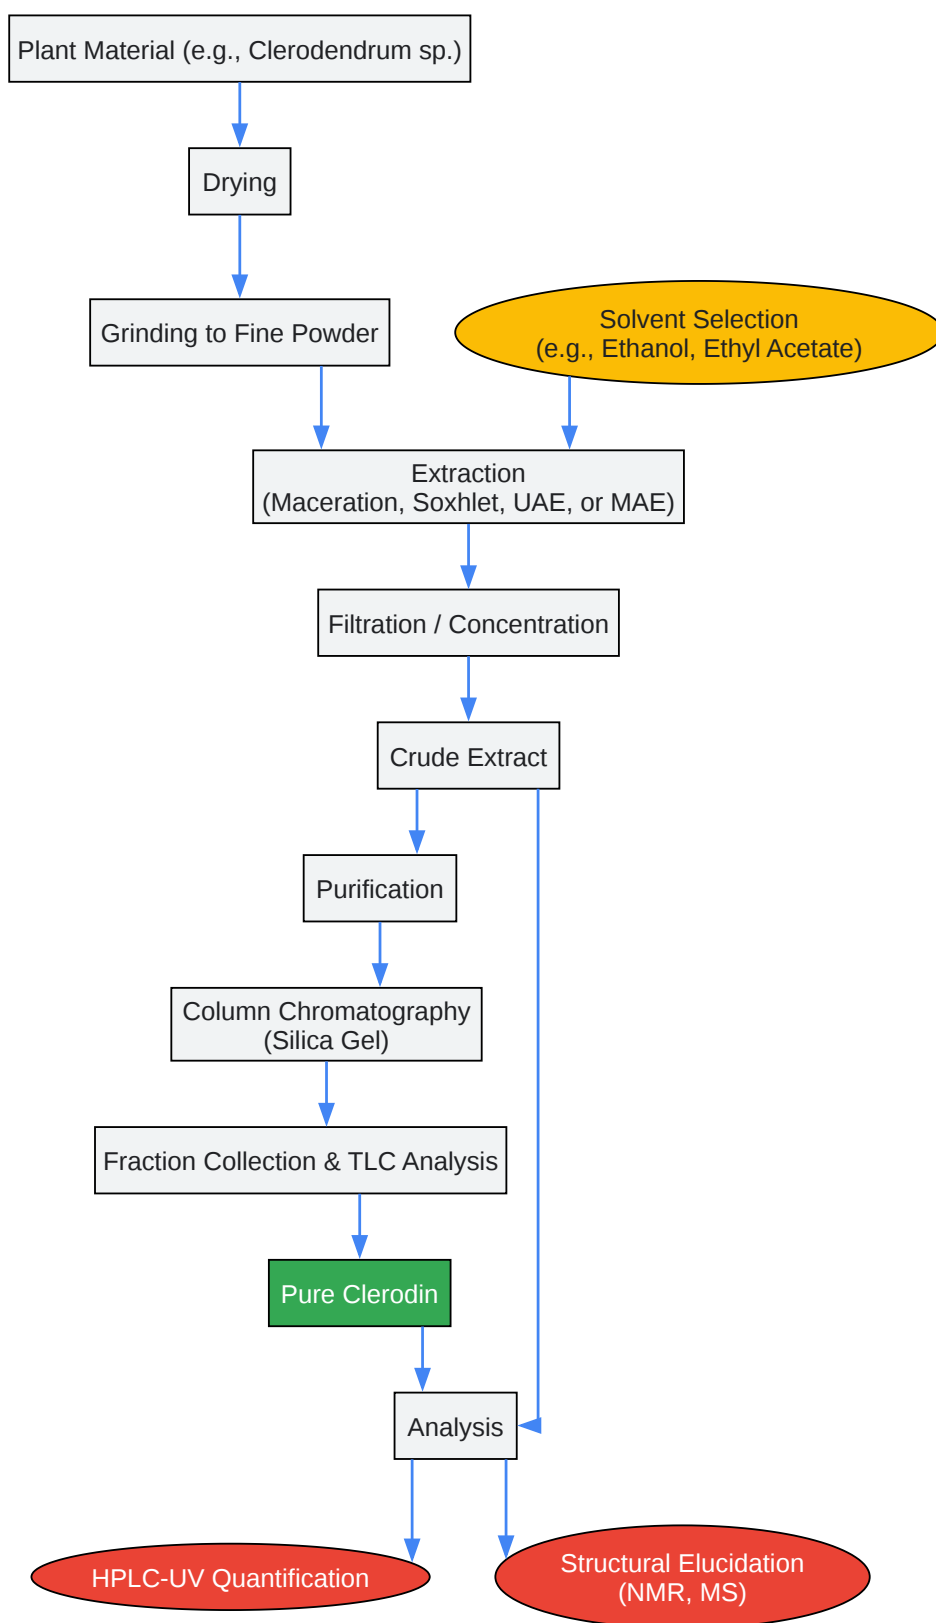 Plant Material (e.g., Clerodendrum sp.)
Drying
Grinding to Fine Powder
Solvent Selection
(e.g., Ethanol, Ethyl Acetate)
Extraction
(Maceration, Soxhlet, UAE, or MAE)
Filtration / Concentration
Crude Extract
Purification
Column Chromatography
(Silica Gel)
Fraction Collection & TLC Analysis
Pure Clerodin
Analysis
HPLC-UV Quantification
Structural Elucidation
(NMR, MS)